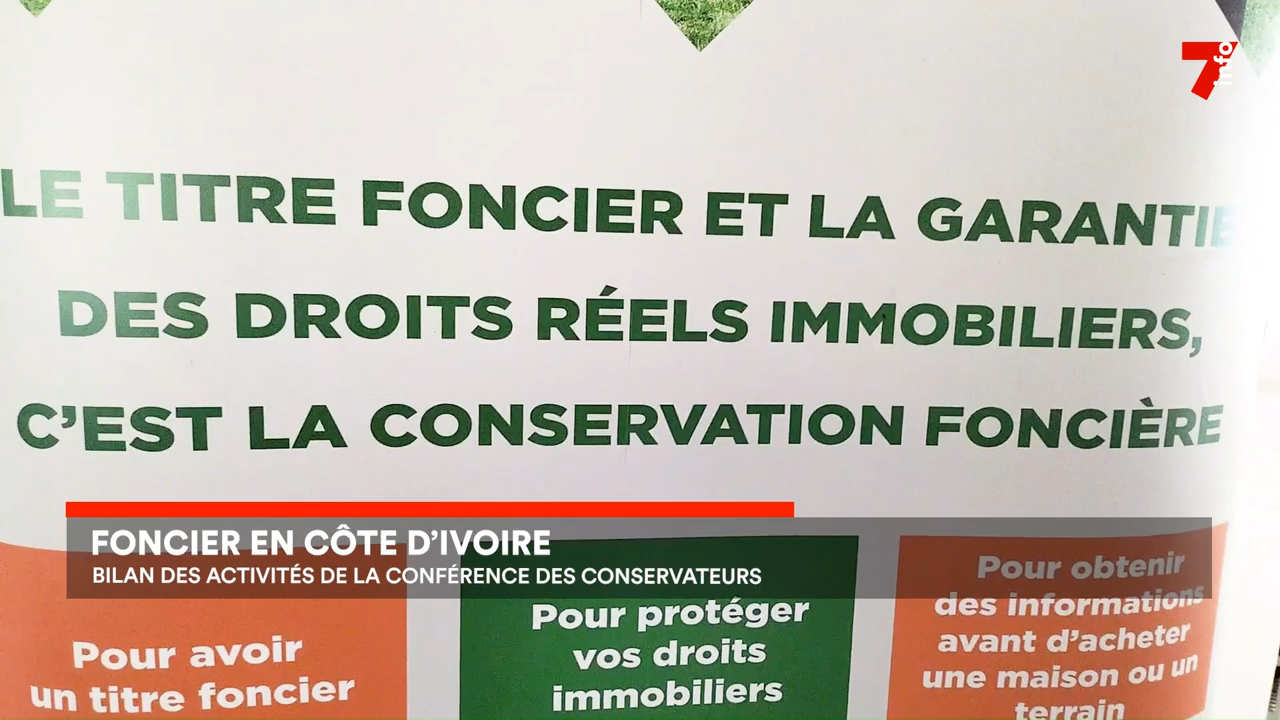 7
info
LE TITRE FONCIER ET LA GARANTIE
DES DROITS RÉELS IMMOBILIERS,
C'EST LA CONSERVATION FONCIÈRE
FONCIER EN CÔTE D'IVOIRE
BILAN DES ACTIVITÉS DE LA CONFÉRENCE DES CONSERVATEURS
Pour avoir
un titre foncier
Pour protéger
vos droits
immobiliers
Pour obtenir
des informations
avant d'acheter
une maison ou un
terrain